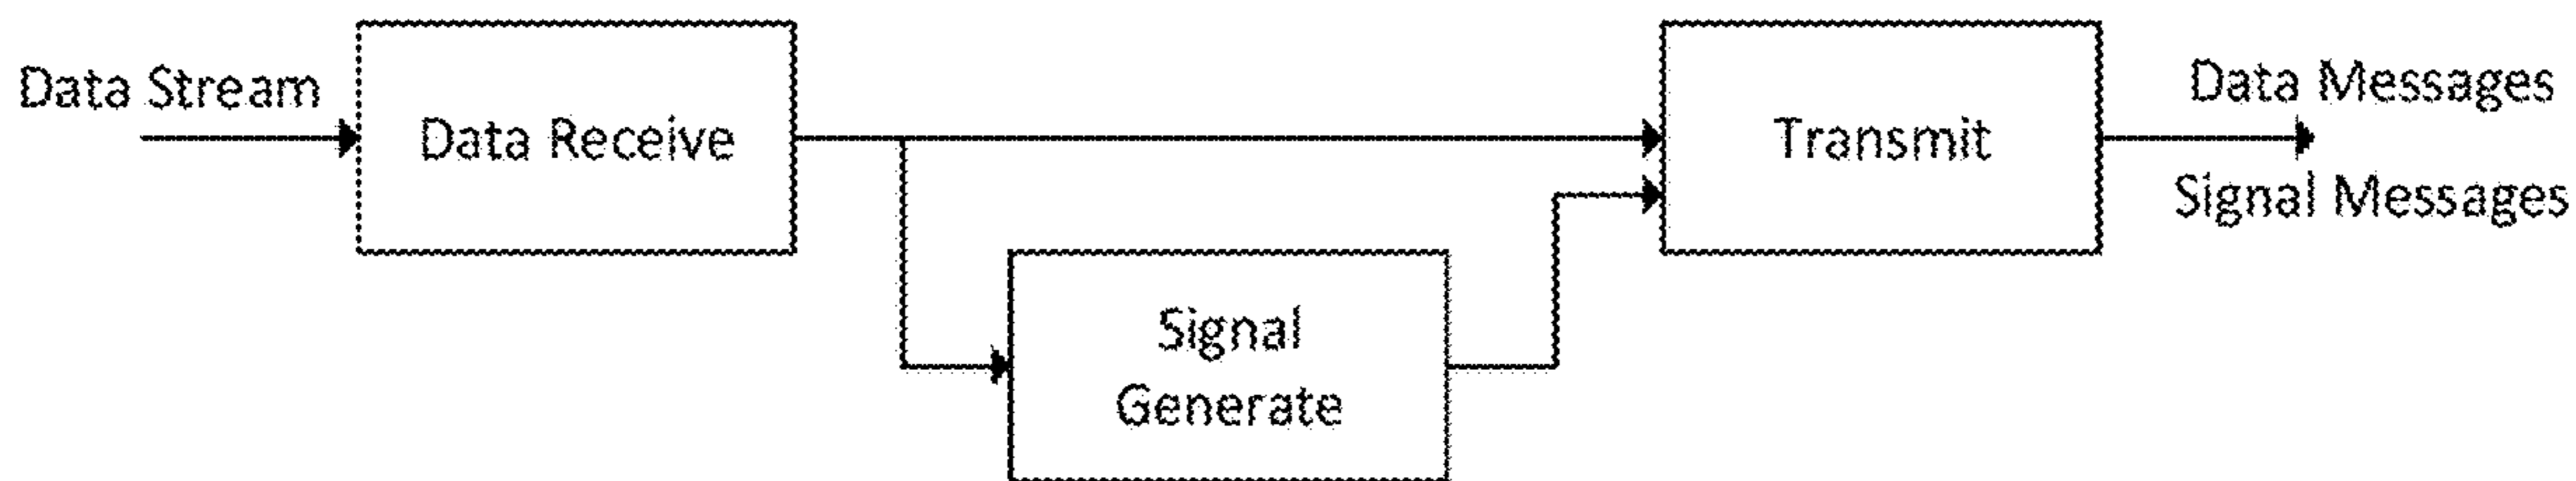 Data Stream
Data Receive
Transmit
Data Messages
Signal Messages
Signal
Generate